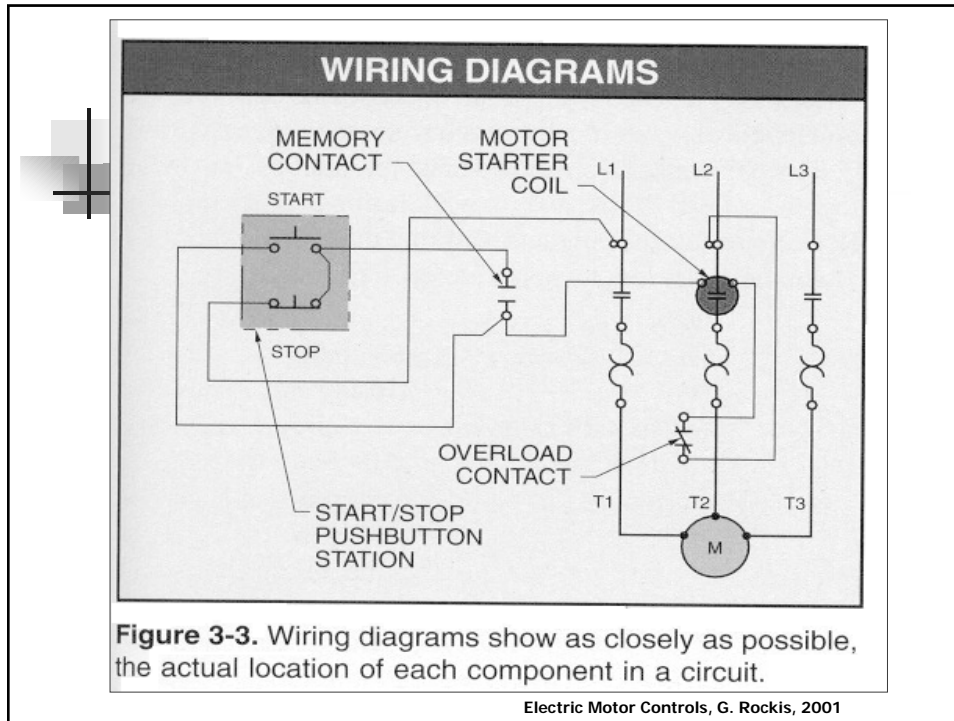 WIRING DIAGRAMS
MEMORY
CONTACT
MOTOR
STARTER
COIL
L1
L2
L3
START
STOP
OVERLOAD
CONTACT
T1
T2
T3
START/STOP
PUSHBUTTON
STATION
M
Figure 3-3. Wiring diagrams show as closely as possible,
the actual location of each component in a circuit.
Electric Motor Controls, G. Rockis, 2001